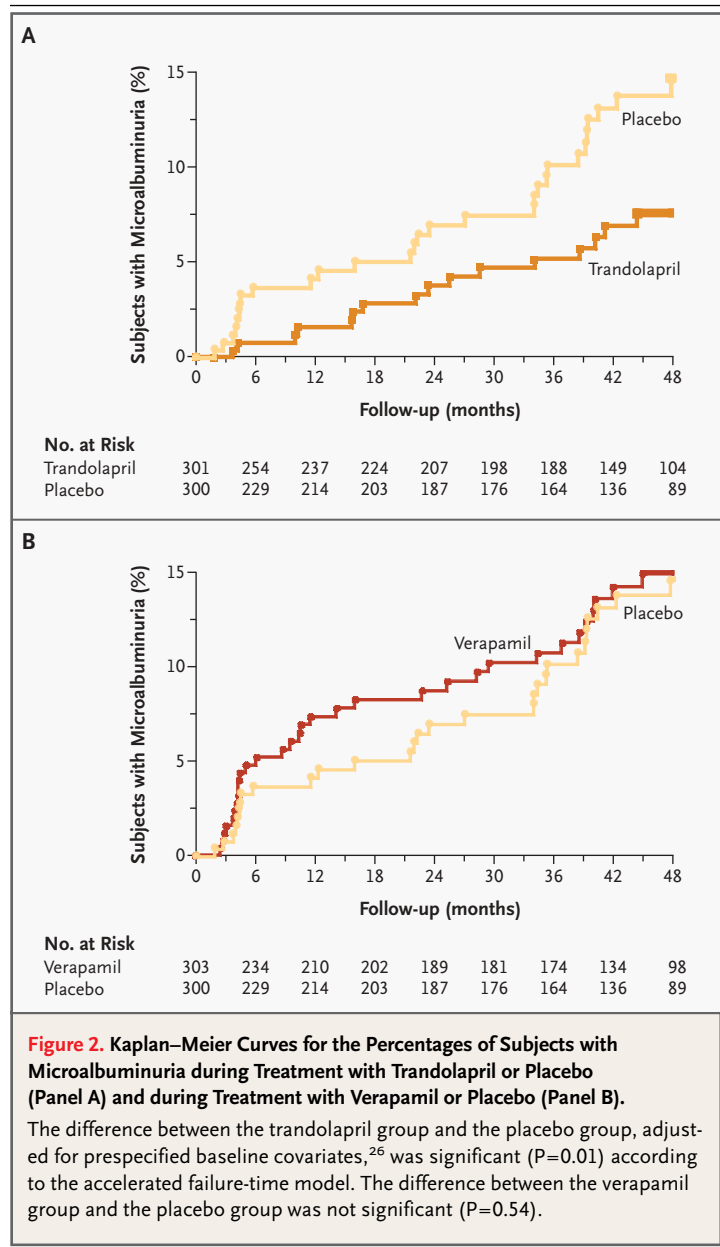 A
Subjects with Microalbuminuria (%)
15
10
5
0
Placebo
Trandolapril
0 6 12 18 24 30 36 42 48
Follow-up (months)
No. at Risk
Trandolapril 301 254 237 224 207 198 188 149 104
Placebo 300 229 214 203 187 176 164 136 89
B
Subjects with Microalbuminuria (%)
15
10
5
0
Verapamil
Placebo
0 6 12 18 24 30 36 42 48
Follow-up (months)
No. at Risk
Verapamil 303 234 210 202 189 181 174 134 98
Placebo 300 229 214 203 187 176 164 136 89
Figure 2. Kaplan–Meier Curves for the Percentages of Subjects with
Microalbuminuria during Treatment with Trandolapril or Placebo
(Panel A) and during Treatment with Verapamil or Placebo (Panel B).
The difference between the trandolapril group and the placebo group, adjust-
ed for prespecified baseline covariates,²⁶ was significant (P=0.01) according
to the accelerated failure-time model. The difference between the verapamil
group and the placebo group was not significant (P=0.54).